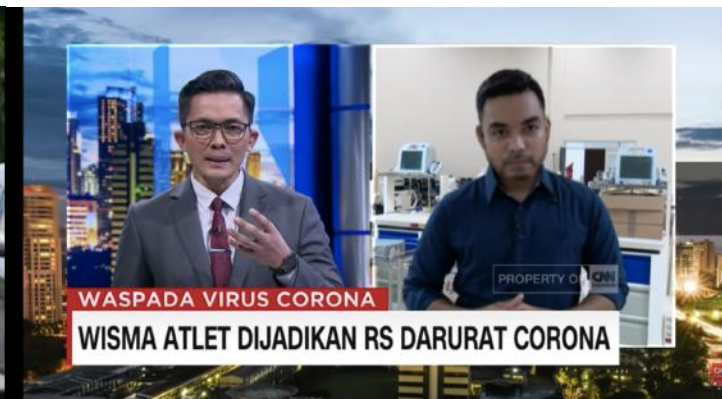 PROPERTY OF CNN
WASPADA VIRUS CORONA
WISMA ATLET DIJADIKAN RS DARURAT CORONA